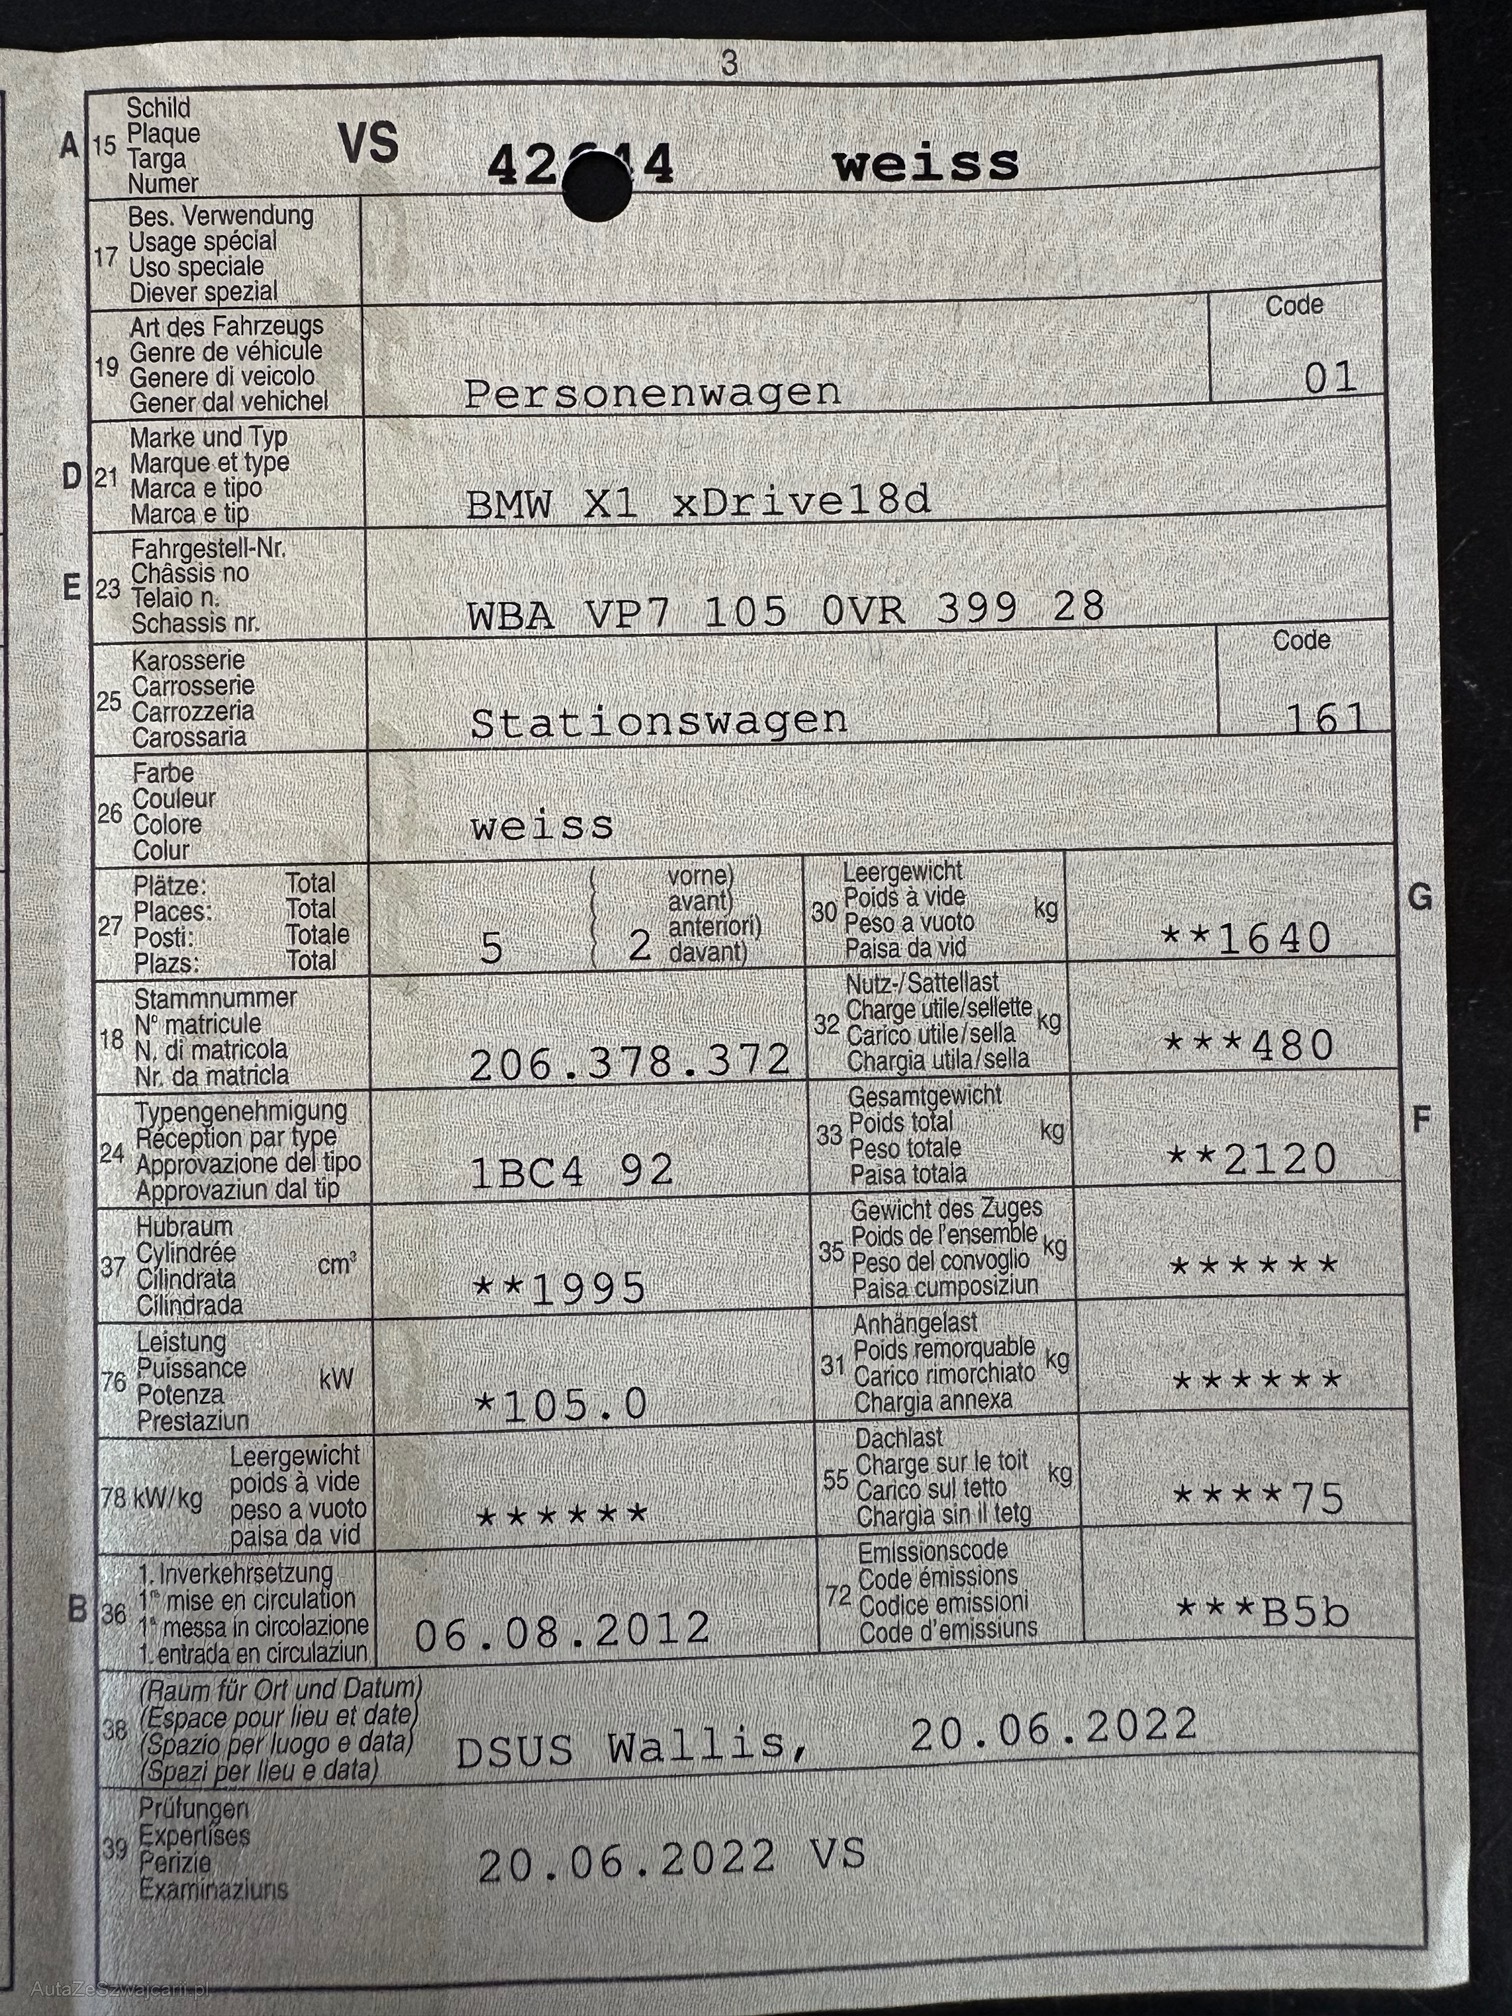 3
A 15 Schild
Plaque
Targa
Numer
VS weiss
17 Bes. Verwendung
Usage spécial
Uso speciale
Diever spezial
19 Art des Fahrzeugs
Genre de véhicule
Genere di veicolo
Gener dal vehichel
Personenwagen
Code
01
D 21 Marke und Typ
Marque et type
Marca e tipo
Marca e tip
BMW X1 xDrive18d
E 23 Fahrgestell-Nr.
Châssis no
Telaio n.
Schassis nr.
WBA VP7 105 0VR 399 28
25 Karosserie
Carrosserie
Carrozzeria
Carossaria
Stationswagen
Code
161
26 Farbe
Couleur
Colore
Colur
weiss
27 Plätze: Total
Places: Total
Posti: Totale
Plazs: Total
5 ( 2 vorne)
avant)
anteriori)
davant)
30 Leergewicht
Poids à vide
Peso a vuoto
Paisa da vid
kg
**1640
G
18 Stammnummer
N° matricule
N. di matricola
Nr. da matricla
206.378.372
32 Nutz-/Sattellast
Charge utile/sellette
Carico utile/sella
Chargia utila/sella
kg
***480
24 Typengenehmigung
Réception par type
Approvazione del tipo
Approvaziun dal tip
1BC4 92
33 Gesamtgewicht
Poids total
Peso totale
Paisa totala
kg
**2120
F
37 Hubraum
Cylindrée
Cilindrata
Cilindrada
cm³
**1995
35 Gewicht des Zuges
Poids de l'ensemble
Peso del convoglio
Paisa cumposiziun
kg
******
76 Leistung
Puissance
Potenza
Prestaziun
kW
*105.0
31 Anhängelast
Poids remorquable
Carico rimorchiato
Chargia annexa
kg
******
78 kW/kg Leergewicht
poids à vide
peso a vuoto
paisa da vid
******
55 Dachlast
Charge sur le toit
Carico sul tetto
Chargia sin il tetg
kg
****75
B 36 1. Inverkehrsetzung
1re mise en circulation
1a messa in circolazione
1. entrada en circulaziun
06.08.2012
72 Emissionscode
Code émissions
Codice emissioni
Code d'emissiuns
***B5b
38 (Raum für Ort und Datum)
(Espace pour lieu et date)
(Spazio per luogo e data)
(Spazi per lieu e data)
DSUS Wallis, 20.06.2022
39 Prüfungen
Expertises
Perizie
Examinaziuns
20.06.2022 VS
AutaZeSzwajcarii.pl